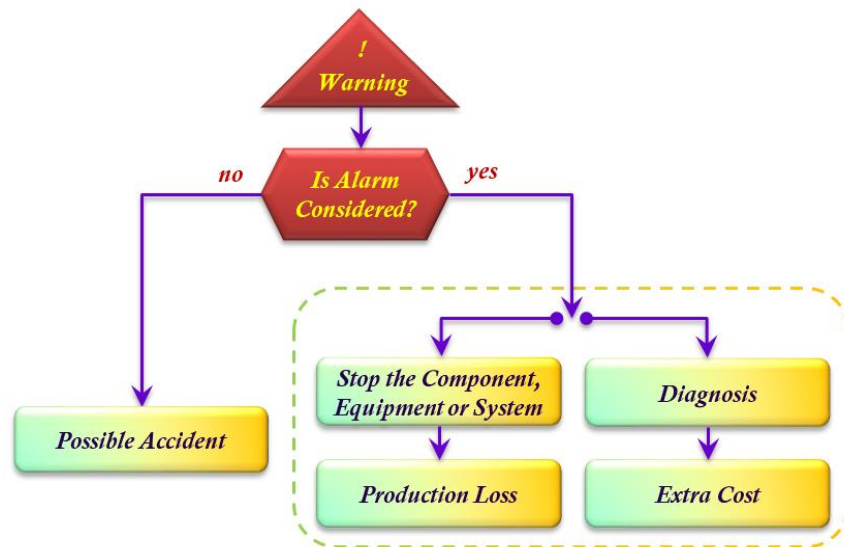 !
Warning
no
Is Alarm
Considered?
yes
Stop the Component,
Equipment or System
Diagnosis
Possible Accident
Production Loss
Extra Cost